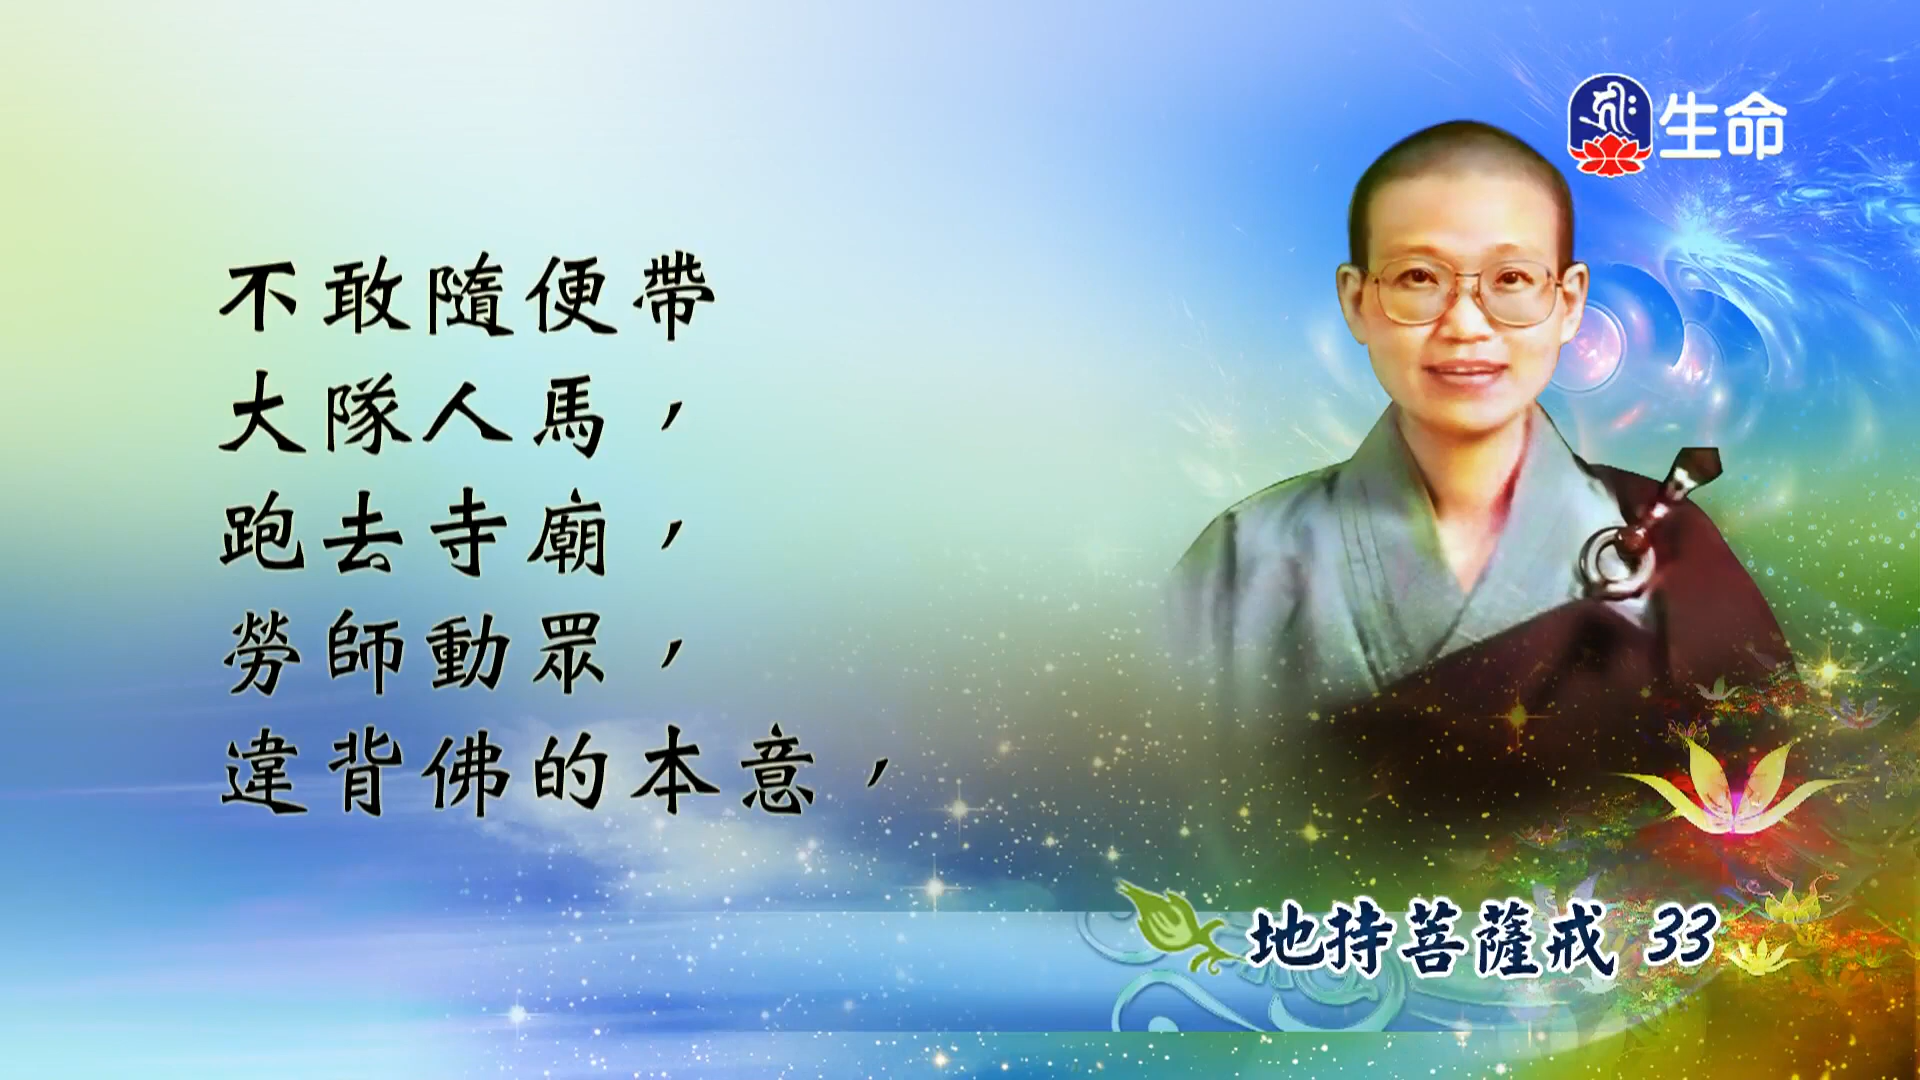 生命
不敢隨便帶
大隊人馬，
跑去寺廟，
勞師動眾，
違背佛的本意，
地持菩薩戒 33